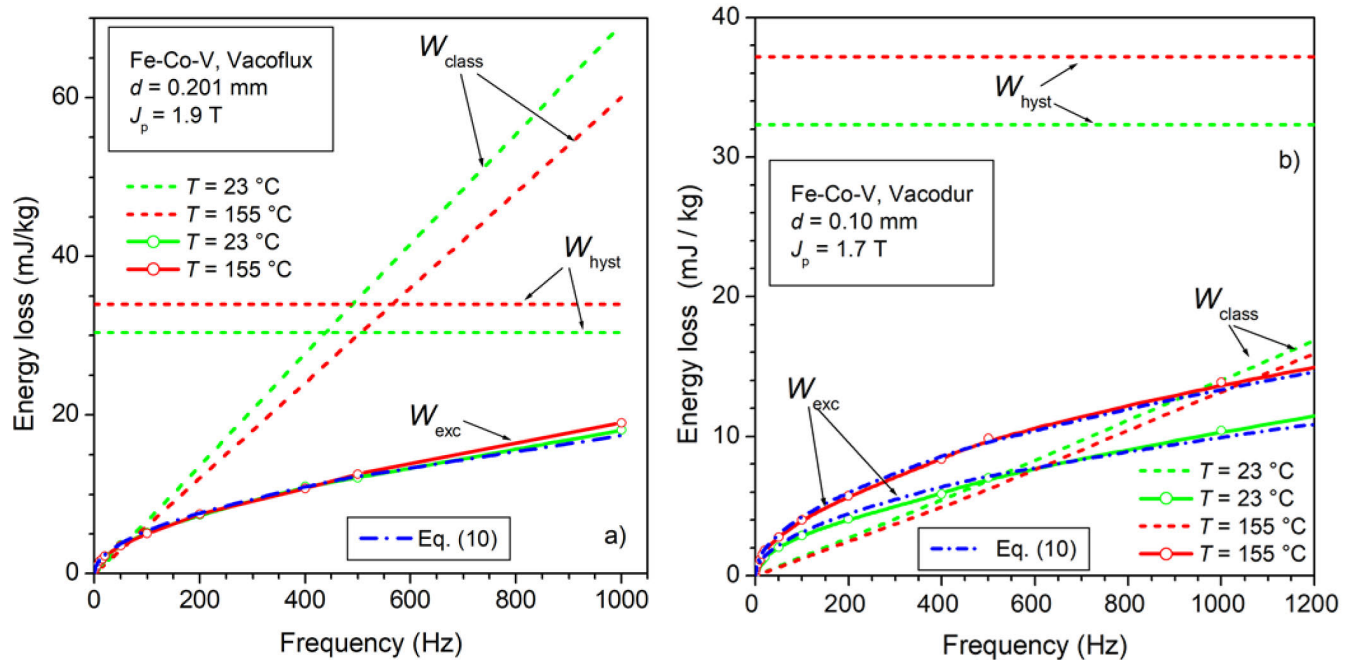 Energy loss (mJ/kg)
60
40
20
0
Fe-Co-V, Vacoflux
d = 0.201 mm
J_p = 1.9 T
T = 23 °C
T = 155 °C
T = 23 °C
T = 155 °C
W_class
W_hyst
W_exc
Eq. (10)
a)
0 200 400 600 800 1000
Frequency (Hz)
Energy loss (mJ / kg)
40
30
20
10
0
W_hyst
b)
Fe-Co-V, Vacodur
d = 0.10 mm
J_p = 1.7 T
W_class
W_exc
T = 23 °C
T = 23 °C
T = 155 °C
T = 155 °C
Eq. (10)
0 200 400 600 800 1000 1200
Frequency (Hz)